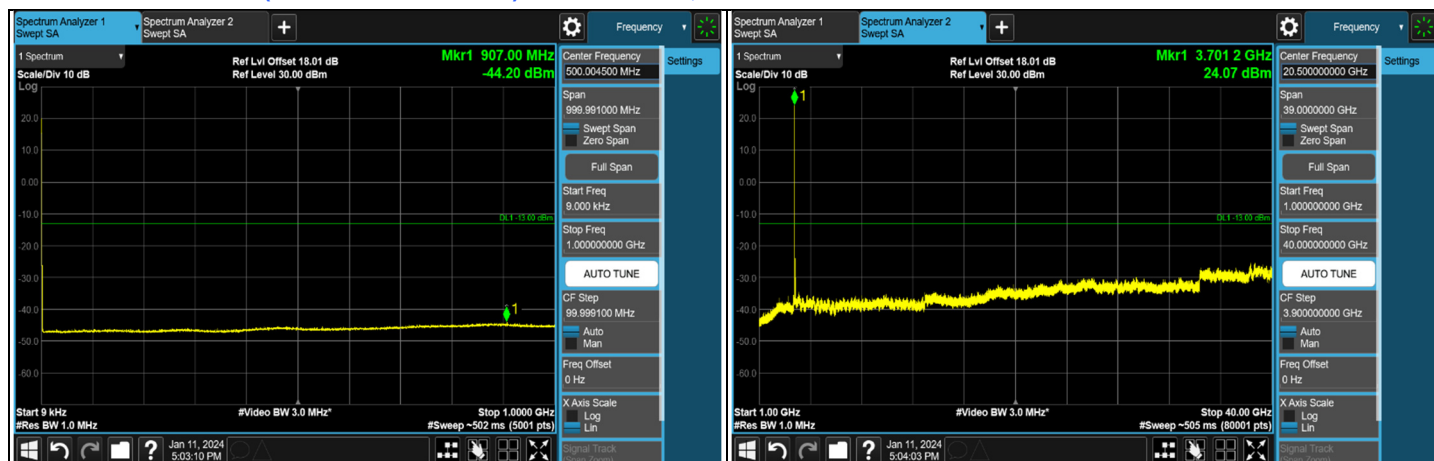 Spectrum Analyzer 1
Swept SA
Spectrum Analyzer 2
Swept SA
+
Frequency
1 Spectrum
Scale/Div 10 dB
Log
Ref Lvl Offset 18.01 dB
Ref Level 30.00 dBm
Mkr1 907.00 MHz
-44.20 dBm
1
20.0
10.0
0.00
-10.0
-20.0
-30.0
-40.0
-50.0
-60.0
DL1 -13.00 dBm
Start 9 kHz
#Res BW 1.0 MHz
#Video BW 3.0 MHz*
Stop 1.0000 GHz
#Sweep ~502 ms (5001 pts)
Center Frequency
500.004500 MHz
Settings
Span
999.991000 MHz
Swept Span
Zero Span
Full Span
Start Freq
9.000 kHz
Stop Freq
1.000000000 GHz
AUTO TUNE
CF Step
99.999100 MHz
Auto
Man
Freq Offset
0 Hz
X Axis Scale
Log
Lin
Signal Track
(Span Zoom)
?
Jan 11, 2024
5:03:10 PM
Spectrum Analyzer 1
Swept SA
Spectrum Analyzer 2
Swept SA
+
Frequency
1 Spectrum
Scale/Div 10 dB
Log
Ref Lvl Offset 18.01 dB
Ref Level 30.00 dBm
Mkr1 3.701 2 GHz
24.07 dBm
1
20.0
10.0
0.00
-10.0
-20.0
-30.0
-40.0
-50.0
-60.0
DL1 -13.00 dBm
Start 1.00 GHz
#Res BW 1.0 MHz
#Video BW 3.0 MHz*
Stop 40.00 GHz
#Sweep ~505 ms (80001 pts)
Center Frequency
20.500000000 GHz
Settings
Span
39.0000000 GHz
Swept Span
Zero Span
Full Span
Start Freq
1.000000000 GHz
Stop Freq
40.000000000 GHz
AUTO TUNE
CF Step
3.900000000 GHz
Auto
Man
Freq Offset
0 Hz
X Axis Scale
Log
Lin
Signal Track
(Span Zoom)
?
Jan 11, 2024
5:04:03 PM